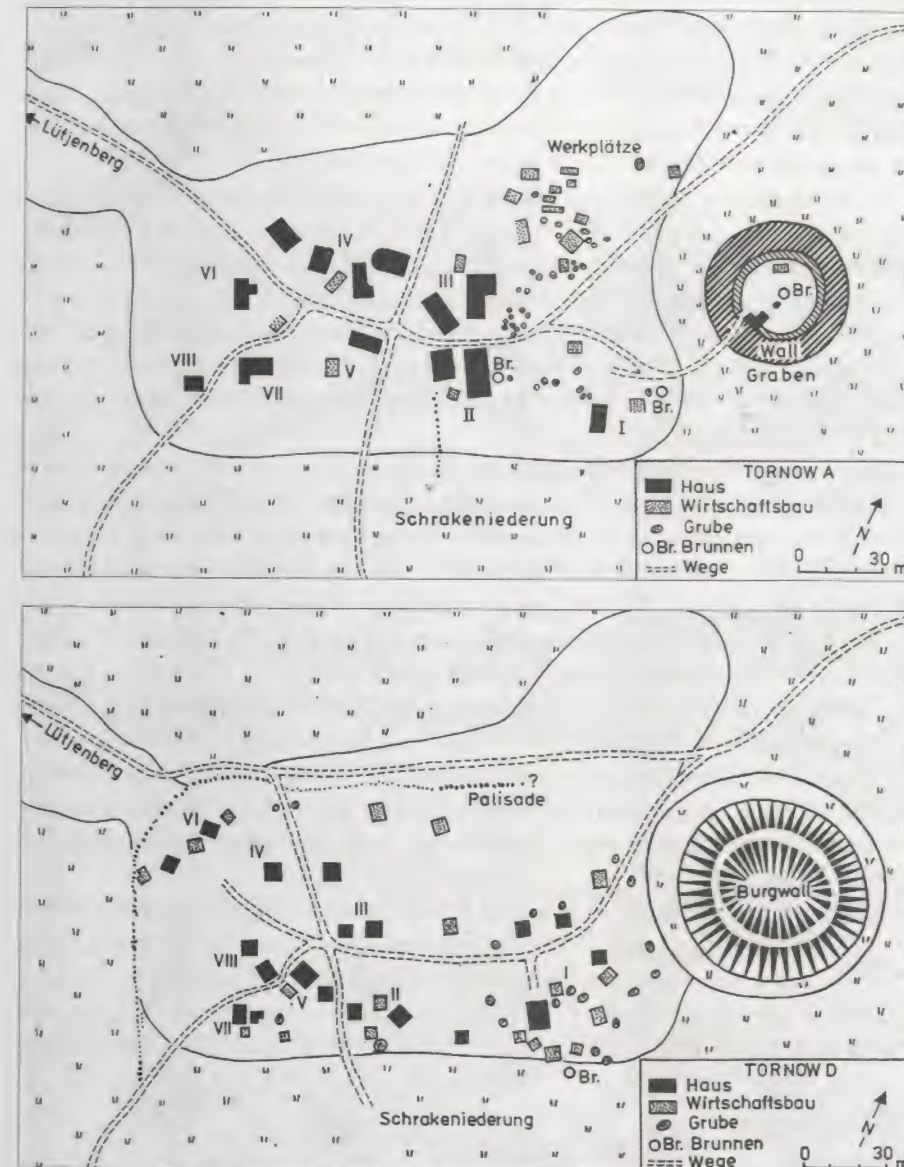 ← Lütjenberg
Werkplätze
IV
VI
III
Br.
VIII
V
Br.
Wall
VII
II
Br.
Graben
I
Schrakeniederung
TORNOW A
Haus
Wirtschaftsbau
Grube
Br. Brunnen
Wege
N
0 30 m
← Lütjenberg
?
Palisade
VI
IV
Burgwall
III
VIII
I
V
II
VII
Br.
Schrakeniederung
TORNOW D
Haus
Wirtschaftsbau
Grube
Br. Brunnen
Wege
N
0 30 m